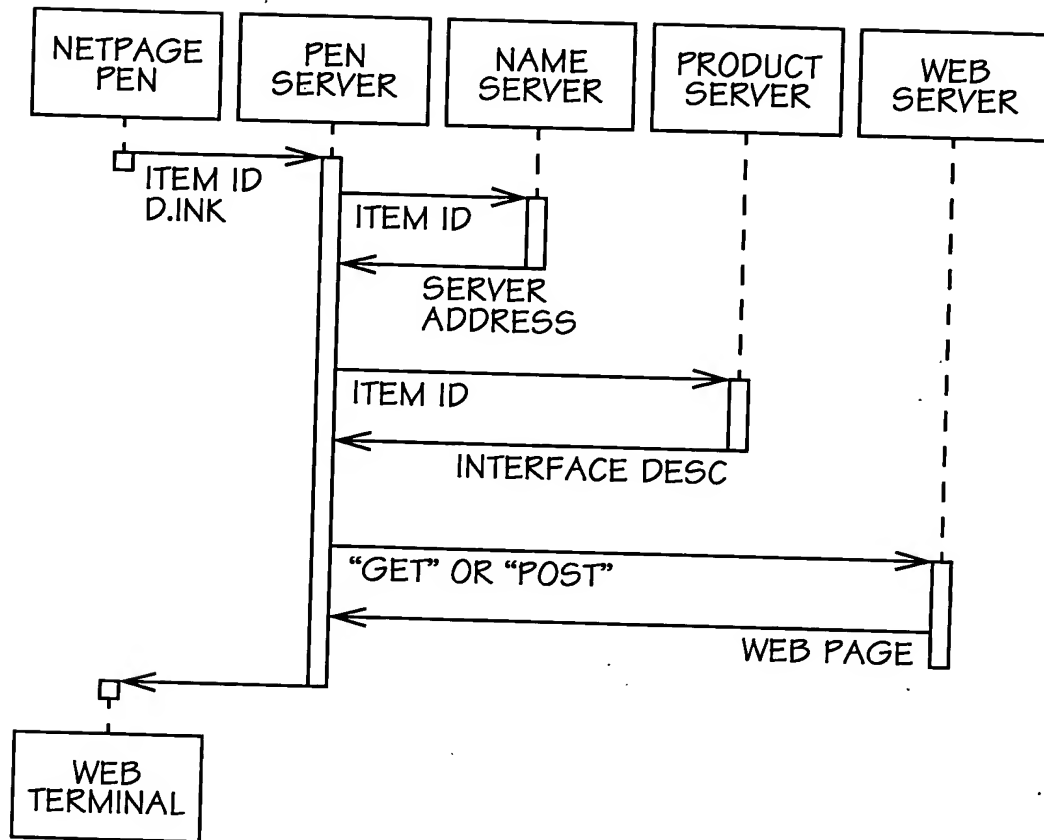 NETPAGE
PEN
PEN
SERVER
NAME
SERVER
PRODUCT
SERVER
WEB
SERVER
ITEM ID
D.INK
ITEM ID
SERVER
ADDRESS
ITEM ID
INTERFACE DESC
“GET” OR “POST”
WEB PAGE
WEB
TERMINAL